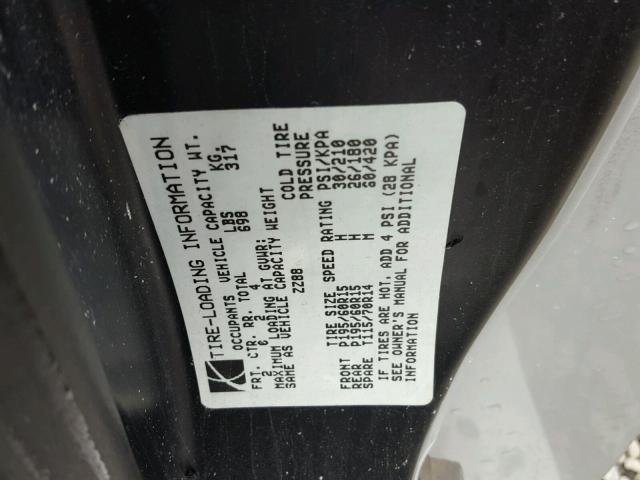 TIRE-LOADING INFORMATION
OCCUPANTS VEHICLE CAPACITY WT.
FRT. CTR. RR. TOTAL LBS KG.
2 2 4 698 317
MAXIMUM LOADING AT GVWR:
SAME AS VEHICLE CAPACITY WEIGHT
ZZBB
COLD TIRE
PRESSURE
TIRE SIZE SPEED RATING PSI/KPA
FRONT P195/60R15 H 30/210
REAR P195/60R15 H 26/180
SPARE T115/70R14 M 60/420
IF TIRES ARE HOT, ADD 4 PSI (28 KPA)
SEE OWNER'S MANUAL FOR ADDITIONAL
INFORMATION